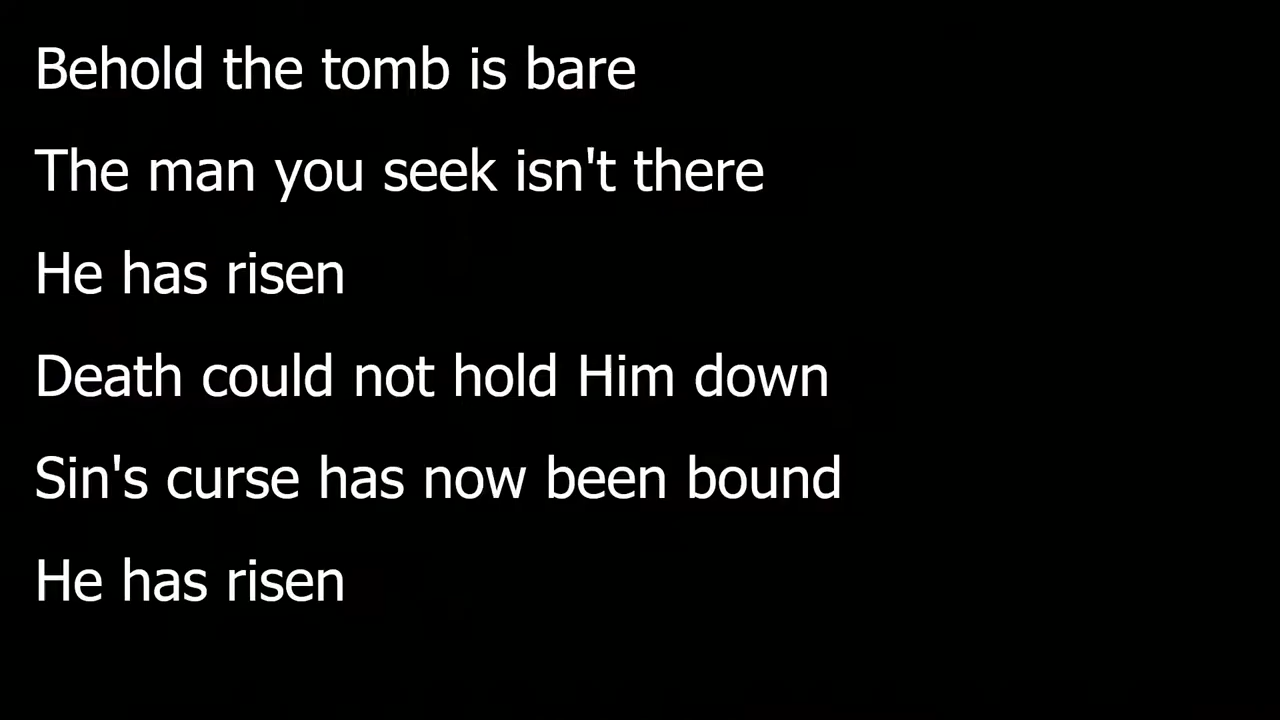 Behold the tomb is bare
The man you seek isn't there
He has risen
Death could not hold Him down
Sin's curse has now been bound
He has risen